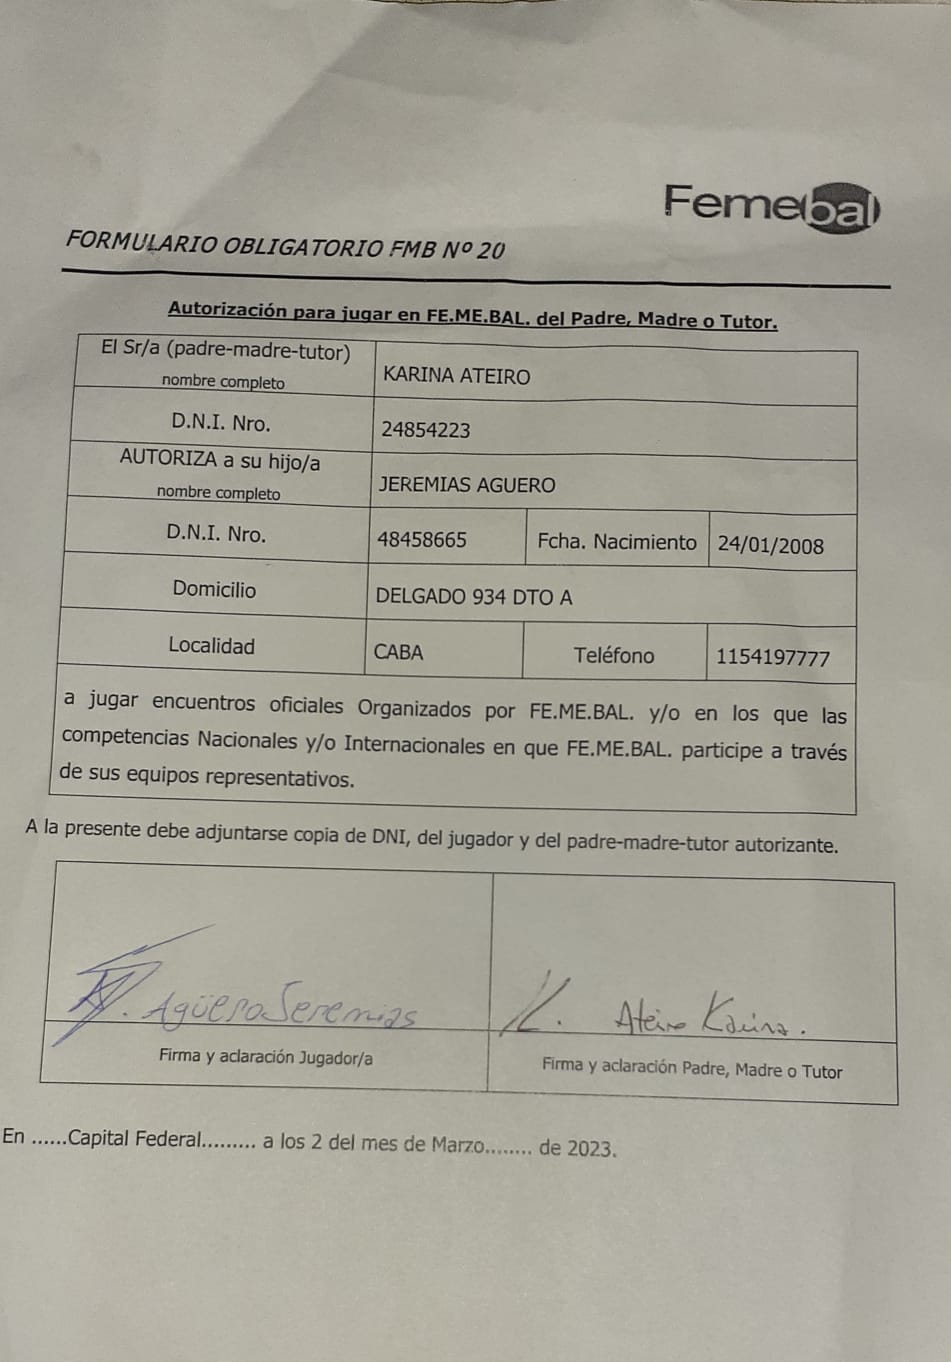 Femebal
FORMULARIO OBLIGATORIO FMB Nº 20
Autorización para jugar en FE.ME.BAL. del Padre, Madre o Tutor.
El Sr/a (padre-madre-tutor)
nombre completo
KARINA ATEIRO
D.N.I. Nro.
24854223
AUTORIZA a su hijo/a
nombre completo
JEREMIAS AGUERO
D.N.I. Nro.
48458665
Fcha. Nacimiento
24/01/2008
Domicilio
DELGADO 934 DTO A
Localidad
CABA
Teléfono
1154197777
a jugar encuentros oficiales Organizados por FE.ME.BAL. y/o en los que las
competencias Nacionales y/o Internacionales en que FE.ME.BAL. participe a través
de sus equipos representativos.
A la presente debe adjuntarse copia de DNI, del jugador y del padre-madre-tutor autorizante.
Agüero Jeremias
Ateiro Karina.
Firma y aclaración Jugador/a
Firma y aclaración Padre, Madre o Tutor
En ......Capital Federal......... a los 2 del mes de Marzo........ de 2023.